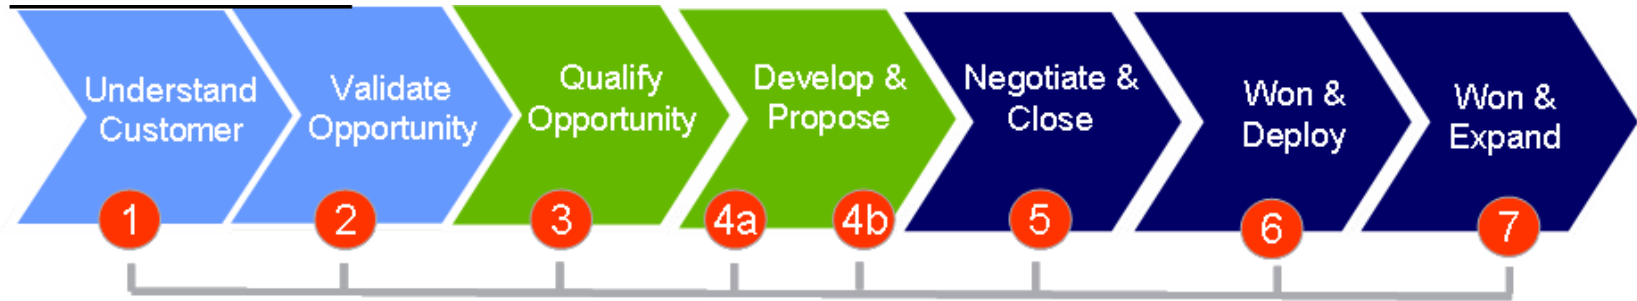 Understand
Customer
Validate
Opportunity
Qualify
Opportunity
Develop &
Propose
Negotiate &
Close
Won &
Deploy
Won &
Expand
1
2
3
4a
4b
5
6
7